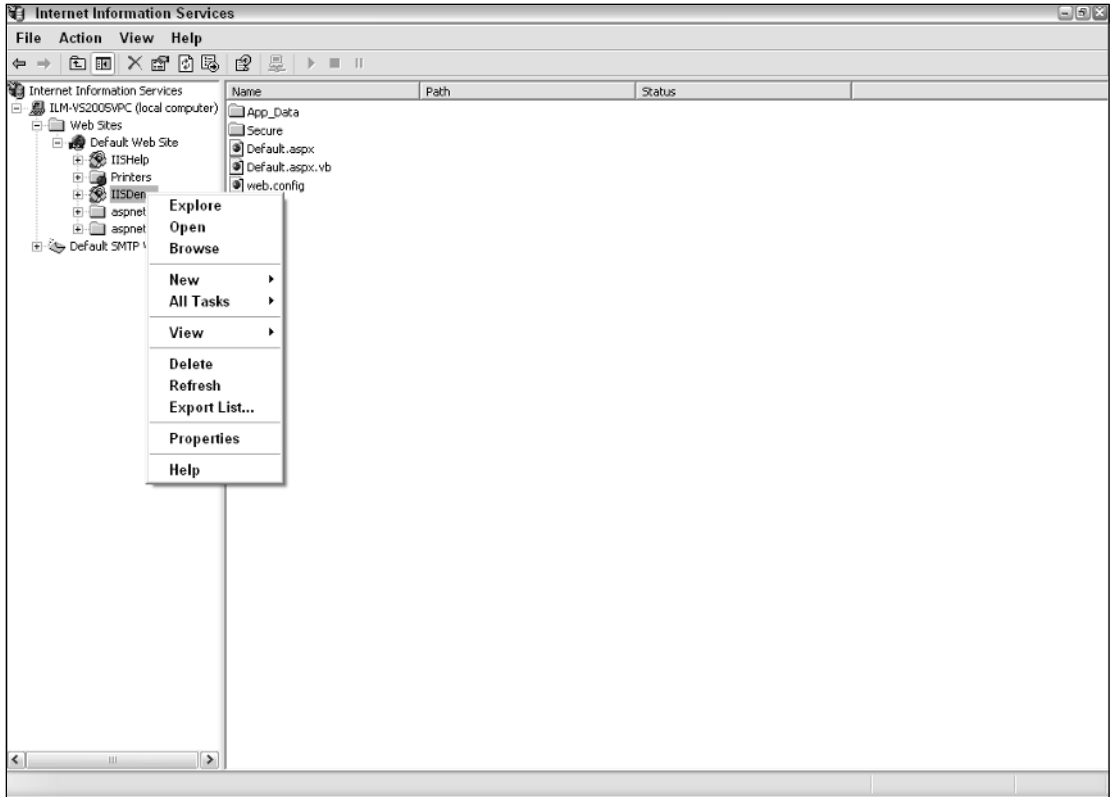 Internet Information Services
File Action View Help
Internet Information Services
ILM-VS2005VPC (local computer)
Web Sites
Default Web Site
IISHelp
Printers
IISDen
aspnet
aspnet
Default SMTP
Name Path Status
App_Data
Secure
Default.aspx
Default.aspx.vb
web.config
Explore
Open
Browse
New
All Tasks
View
Delete
Refresh
Export List...
Properties
Help